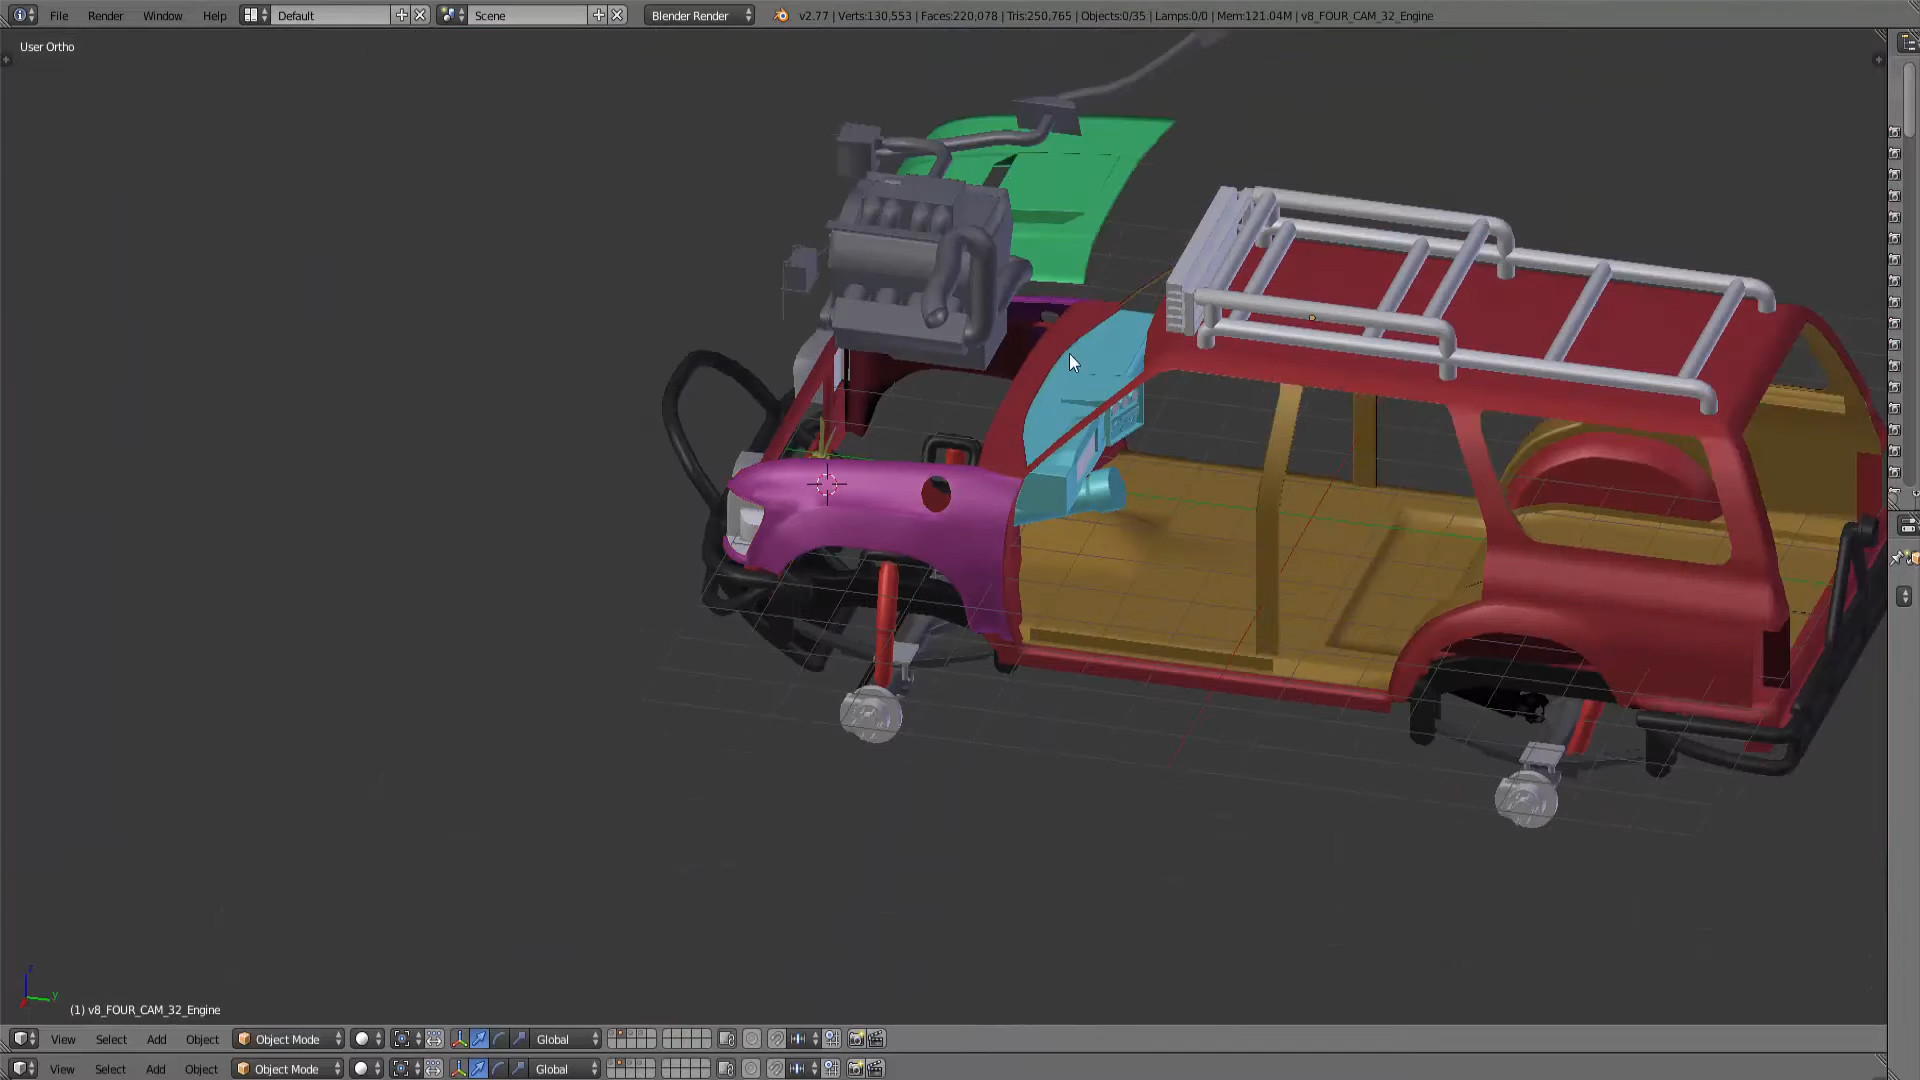 File Render Window Help Default Scene Blender Render v2.77 | Verts:130,553 | Faces:220,078 | Tris:250,765 | Objects:0/35 | Lamps:0/0 | Mem:121.04M | v8_FOUR_CAM_32_Engine
User Ortho
z
y
(1) v8_FOUR_CAM_32_Engine
View Select Add Object Object Mode Global
View Select Add Object Object Mode Global